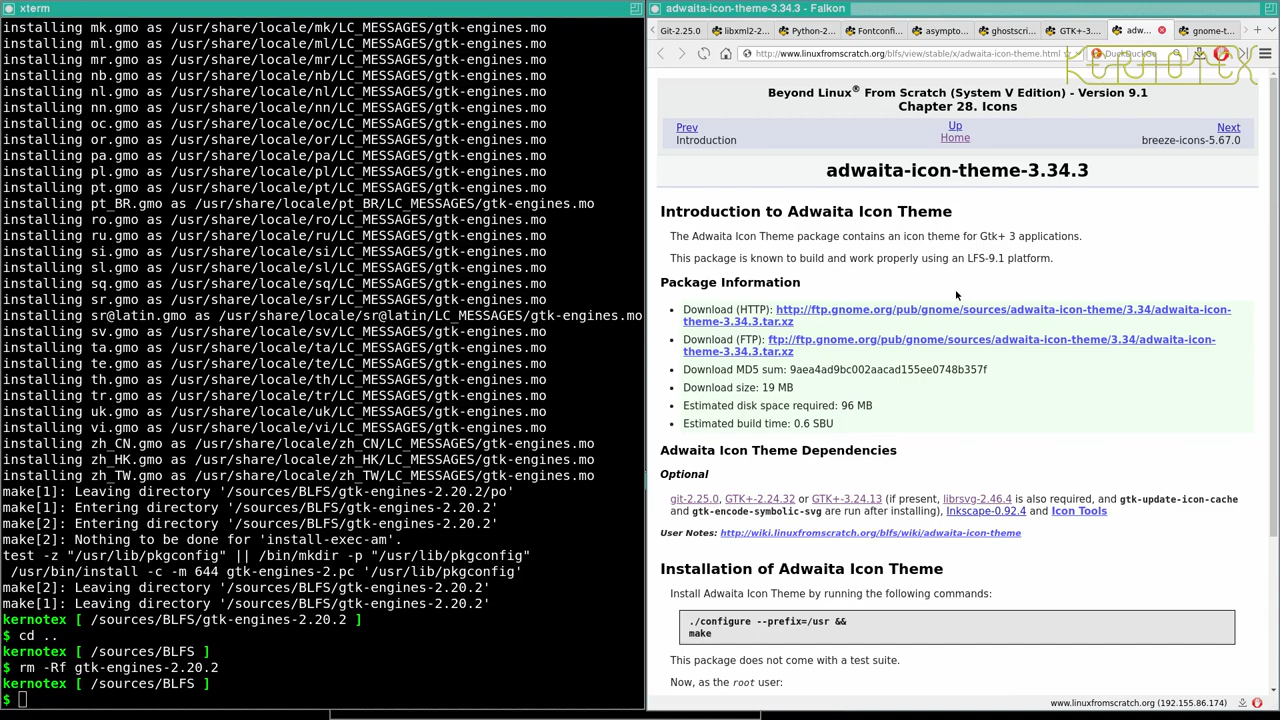 xterm
installing mk.gmo as /usr/share/locale/mk/LC_MESSAGES/gtk-engines.mo
installing ml.gmo as /usr/share/locale/ml/LC_MESSAGES/gtk-engines.mo
installing mr.gmo as /usr/share/locale/mr/LC_MESSAGES/gtk-engines.mo
installing nb.gmo as /usr/share/locale/nb/LC_MESSAGES/gtk-engines.mo
installing nl.gmo as /usr/share/locale/nl/LC_MESSAGES/gtk-engines.mo
installing nn.gmo as /usr/share/locale/nn/LC_MESSAGES/gtk-engines.mo
installing oc.gmo as /usr/share/locale/oc/LC_MESSAGES/gtk-engines.mo
installing or.gmo as /usr/share/locale/or/LC_MESSAGES/gtk-engines.mo
installing pa.gmo as /usr/share/locale/pa/LC_MESSAGES/gtk-engines.mo
installing pl.gmo as /usr/share/locale/pl/LC_MESSAGES/gtk-engines.mo
installing pt.gmo as /usr/share/locale/pt/LC_MESSAGES/gtk-engines.mo
installing pt_BR.gmo as /usr/share/locale/pt_BR/LC_MESSAGES/gtk-engines.mo
installing ro.gmo as /usr/share/locale/ro/LC_MESSAGES/gtk-engines.mo
installing ru.gmo as /usr/share/locale/ru/LC_MESSAGES/gtk-engines.mo
installing si.gmo as /usr/share/locale/si/LC_MESSAGES/gtk-engines.mo
installing sl.gmo as /usr/share/locale/sl/LC_MESSAGES/gtk-engines.mo
installing sq.gmo as /usr/share/locale/sq/LC_MESSAGES/gtk-engines.mo
installing sr.gmo as /usr/share/locale/sr/LC_MESSAGES/gtk-engines.mo
installing sr@latin.gmo as /usr/share/locale/sr@latin/LC_MESSAGES/gtk-engines.mo
installing sv.gmo as /usr/share/locale/sv/LC_MESSAGES/gtk-engines.mo
installing ta.gmo as /usr/share/locale/ta/LC_MESSAGES/gtk-engines.mo
installing te.gmo as /usr/share/locale/te/LC_MESSAGES/gtk-engines.mo
installing th.gmo as /usr/share/locale/th/LC_MESSAGES/gtk-engines.mo
installing tr.gmo as /usr/share/locale/tr/LC_MESSAGES/gtk-engines.mo
installing uk.gmo as /usr/share/locale/uk/LC_MESSAGES/gtk-engines.mo
installing vi.gmo as /usr/share/locale/vi/LC_MESSAGES/gtk-engines.mo
installing zh_CN.gmo as /usr/share/locale/zh_CN/LC_MESSAGES/gtk-engines.mo
installing zh_HK.gmo as /usr/share/locale/zh_HK/LC_MESSAGES/gtk-engines.mo
installing zh_TW.gmo as /usr/share/locale/zh_TW/LC_MESSAGES/gtk-engines.mo
make[1]: Leaving directory '/sources/BLFS/gtk-engines-2.20.2/po'
make[1]: Entering directory '/sources/BLFS/gtk-engines-2.20.2'
make[2]: Entering directory '/sources/BLFS/gtk-engines-2.20.2'
make[2]: Nothing to be done for 'install-exec-am'.
test -z "/usr/lib/pkgconfig" || /bin/mkdir -p "/usr/lib/pkgconfig"
/usr/bin/install -c -m 644 gtk-engines-2.pc '/usr/lib/pkgconfig'
make[2]: Leaving directory '/sources/BLFS/gtk-engines-2.20.2'
make[1]: Leaving directory '/sources/BLFS/gtk-engines-2.20.2'
kernotex [ /sources/BLFS/gtk-engines-2.20.2 ]
$ cd ..
kernotex [ /sources/BLFS ]
$ rm -Rf gtk-engines-2.20.2
kernotex [ /sources/BLFS ]
$
adwaita-icon-theme-3.34.3 - Falkon
Git-2.25.0 libxml2-2... Python-2... Fontconfi... asympto... ghostscri... GTK+-3.... adw... gnome-t...
http://www.linuxfromscratch.org/blfs/view/stable/x/adwaita-icon-theme.html DuckDuckGo
KERNOTEX
Beyond Linux® From Scratch (System V Edition) - Version 9.1
Chapter 28. Icons
Prev Up Next
Introduction Home breeze-icons-5.67.0
adwaita-icon-theme-3.34.3
Introduction to Adwaita Icon Theme
The Adwaita Icon Theme package contains an icon theme for Gtk+ 3 applications.
This package is known to build and work properly using an LFS-9.1 platform.
Package Information
• Download (HTTP): http://ftp.gnome.org/pub/gnome/sources/adwaita-icon-theme/3.34/adwaita-icon-
theme-3.34.3.tar.xz
• Download (FTP): ftp://ftp.gnome.org/pub/gnome/sources/adwaita-icon-theme/3.34/adwaita-icon-
theme-3.34.3.tar.xz
• Download MD5 sum: 9aea4ad9bc002aacad155ee0748b357f
• Download size: 19 MB
• Estimated disk space required: 96 MB
• Estimated build time: 0.6 SBU
Adwaita Icon Theme Dependencies
Optional
git-2.25.0, GTK+-2.24.32 or GTK+-3.24.13 (if present, librsvg-2.46.4 is also required, and gtk-update-icon-cache
and gtk-encode-symbolic-svg are run after installing), Inkscape-0.92.4 and Icon Tools
User Notes: http://wiki.linuxfromscratch.org/blfs/wiki/adwaita-icon-theme
Installation of Adwaita Icon Theme
Install Adwaita Icon Theme by running the following commands:
./configure --prefix=/usr &&
make
This package does not come with a test suite.
Now, as the root user:
www.linuxfromscratch.org (192.155.86.174)